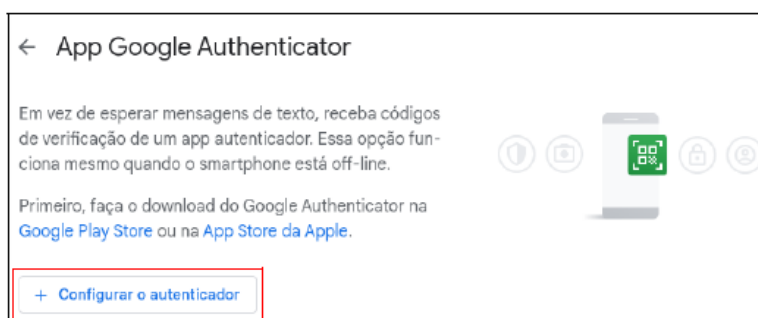 ← App Google Authenticator
Em vez de esperar mensagens de texto, receba códigos
de verificação de um app autenticador. Essa opção fun-
ciona mesmo quando o smartphone está off-line.
Primeiro, faça o download do Google Authenticator na
Google Play Store ou na App Store da Apple.
+ Configurar o autenticador